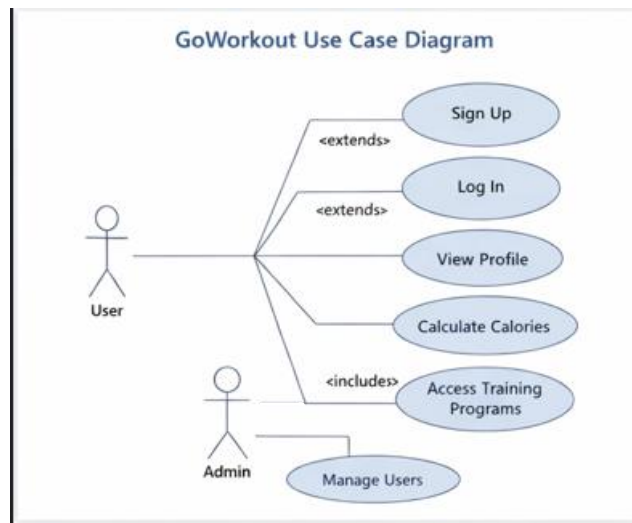 GoWorkout Use Case Diagram
Sign Up
<extends>
Log In
<extends>
View Profile
User
Calculate Calories
<includes>
Access Training
Programs
Admin
Manage Users